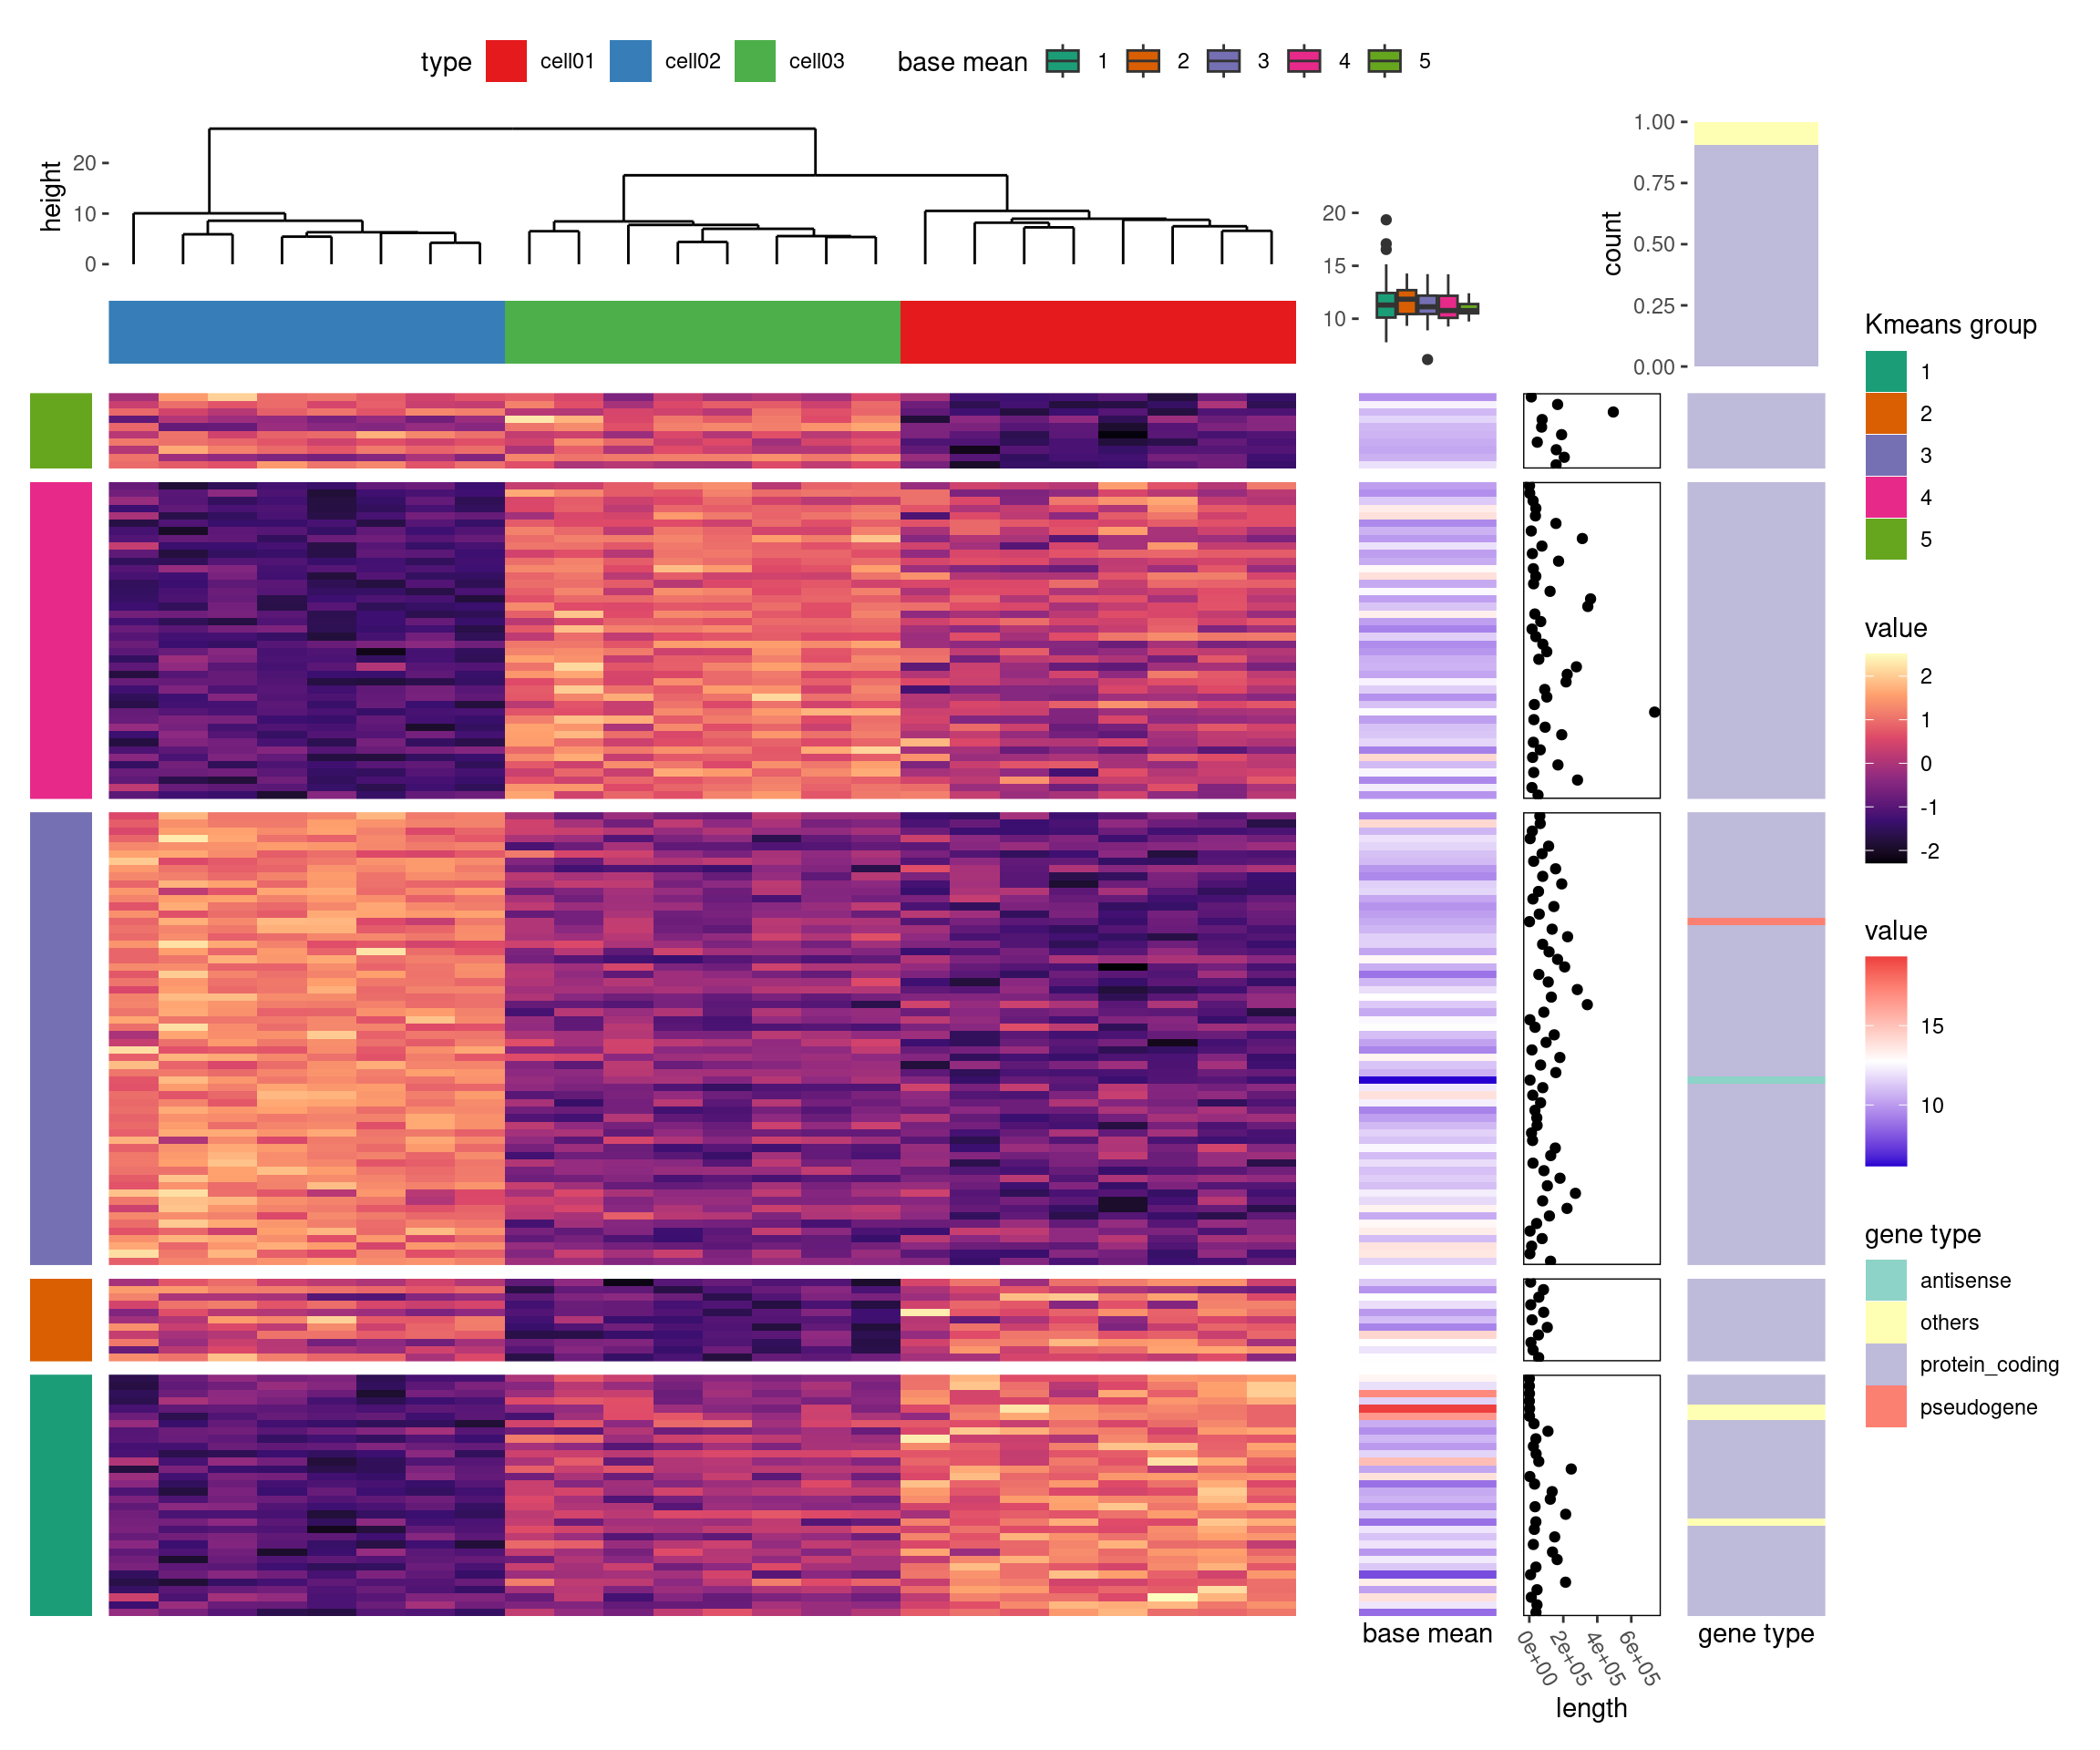 type cell01 cell02 cell03 base mean 1 2 3 4 5
height
20
10
0
20
15
10
count
1.00
0.75
0.50
0.25
0.00
Kmeans group
1
2
3
4
5
value
2
1
0
-1
-2
value
15
10
gene type
antisense
others
protein_coding
pseudogene
base mean
0e+00 2e+05 4e+05 6e+05
length
gene type